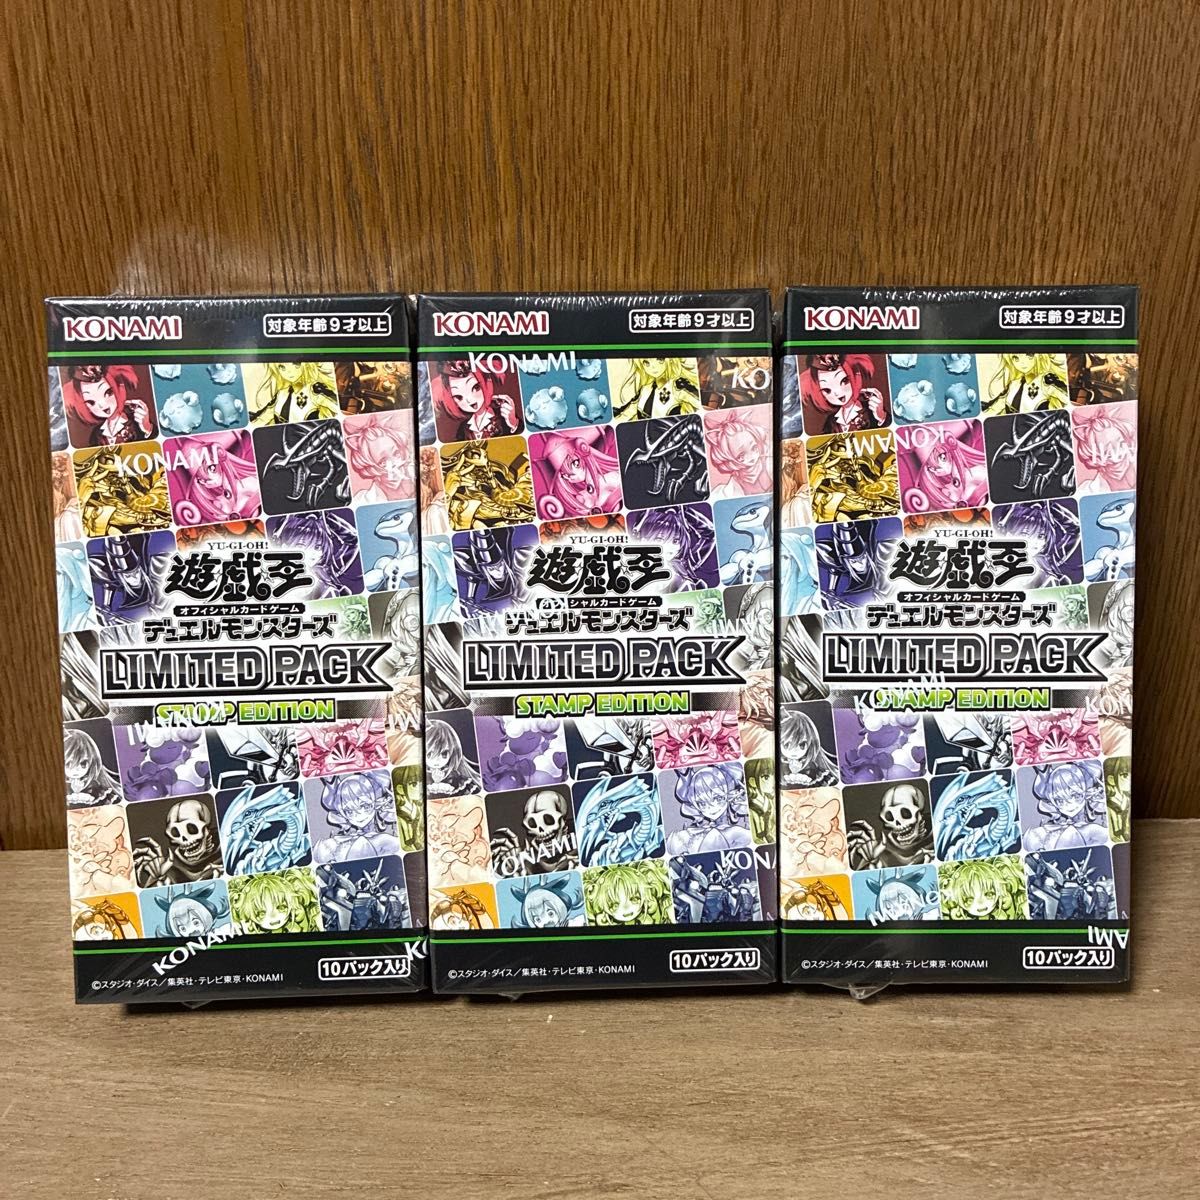 KONAMI
対象年齢9才以上
KONAMI
YU-GI-OH!
遊戯王
オフィシャルカードゲーム
デュエルモンスターズ
LIMITED PACK
STAMP EDITION
KONAMI
KONAMI
©スタジオ・ダイス／集英社・テレビ東京・KONAMI
10パック入り
KONAMI
対象年齢9才以上
KONAMI
YU-GI-OH!
遊戯王
シャルカードゲーム
デュエルモンスターズ
LIMITED PACK
STAMP EDITION
KONAMI
©スタジオ・ダイス／集英社・テレビ東京・KONAMI
10パック入り
KONAMI
対象年齢9才以上
KONAMI
YU-GI-OH!
遊戯王
オフィシャルカードゲーム
デュエルモンスターズ
LIMITED PACK
KONAMI
STAMP EDITION
KONAMI
©スタジオ・ダイス／集英社・テレビ東京・KONAMI
10パック入り